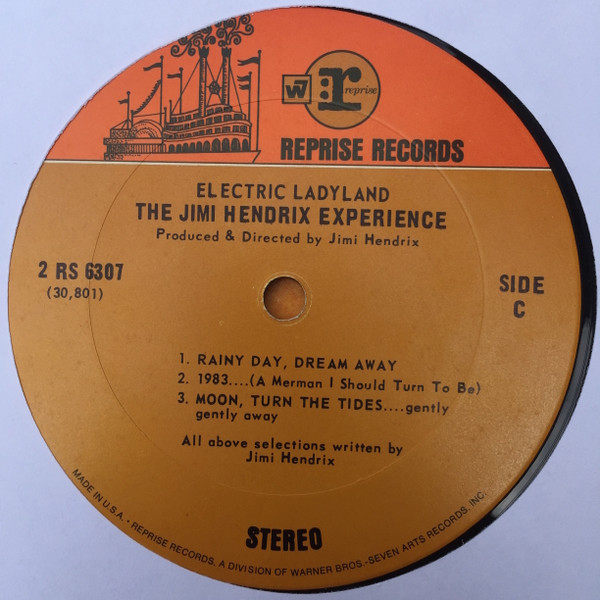 W7 :r reprise
REPRISE RECORDS
ELECTRIC LADYLAND
THE JIMI HENDRIX EXPERIENCE
Produced & Directed by Jimi Hendrix
2 RS 6307
(30,801)
SIDE
C
1. RAINY DAY, DREAM AWAY
2. 1983....(A Merman I Should Turn To Be)
3. MOON, TURN THE TIDES....gently
gently away
All above selections written by
Jimi Hendrix
STEREO
MADE IN U.S.A. • REPRISE RECORDS, A DIVISION OF WARNER BROS.-SEVEN ARTS RECORDS, INC.